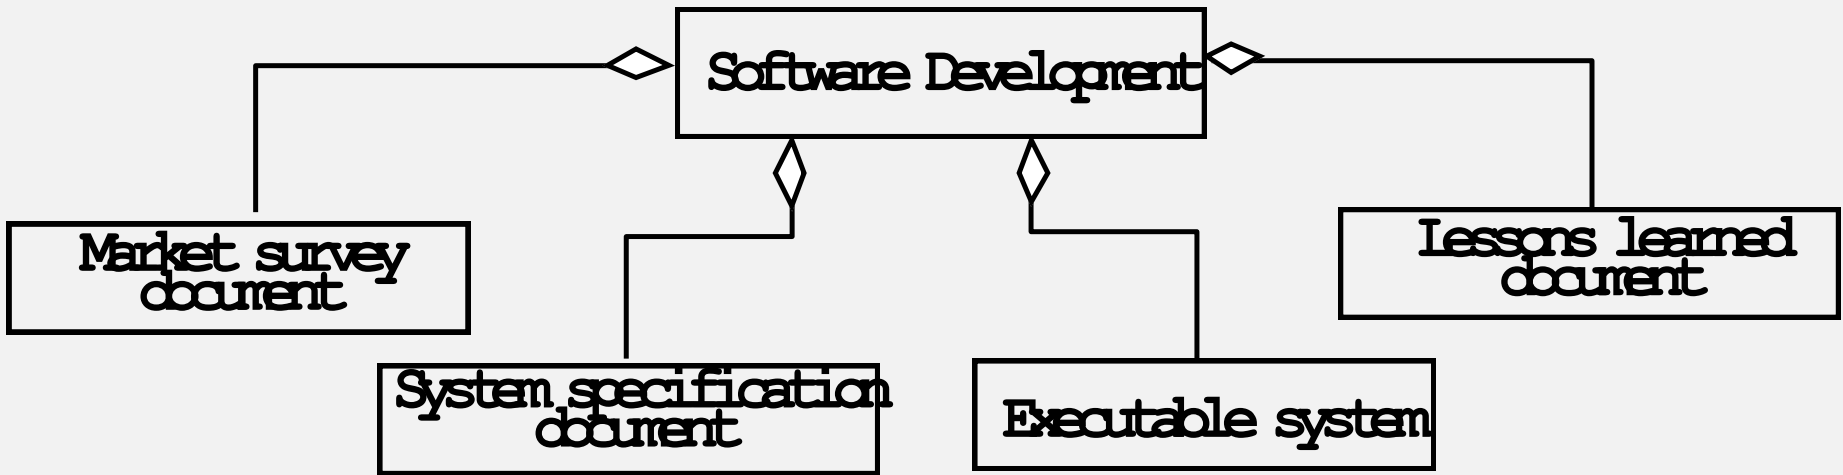 Software Development
Market survey
document
Lessons learned
document
System specification
document
Executable system